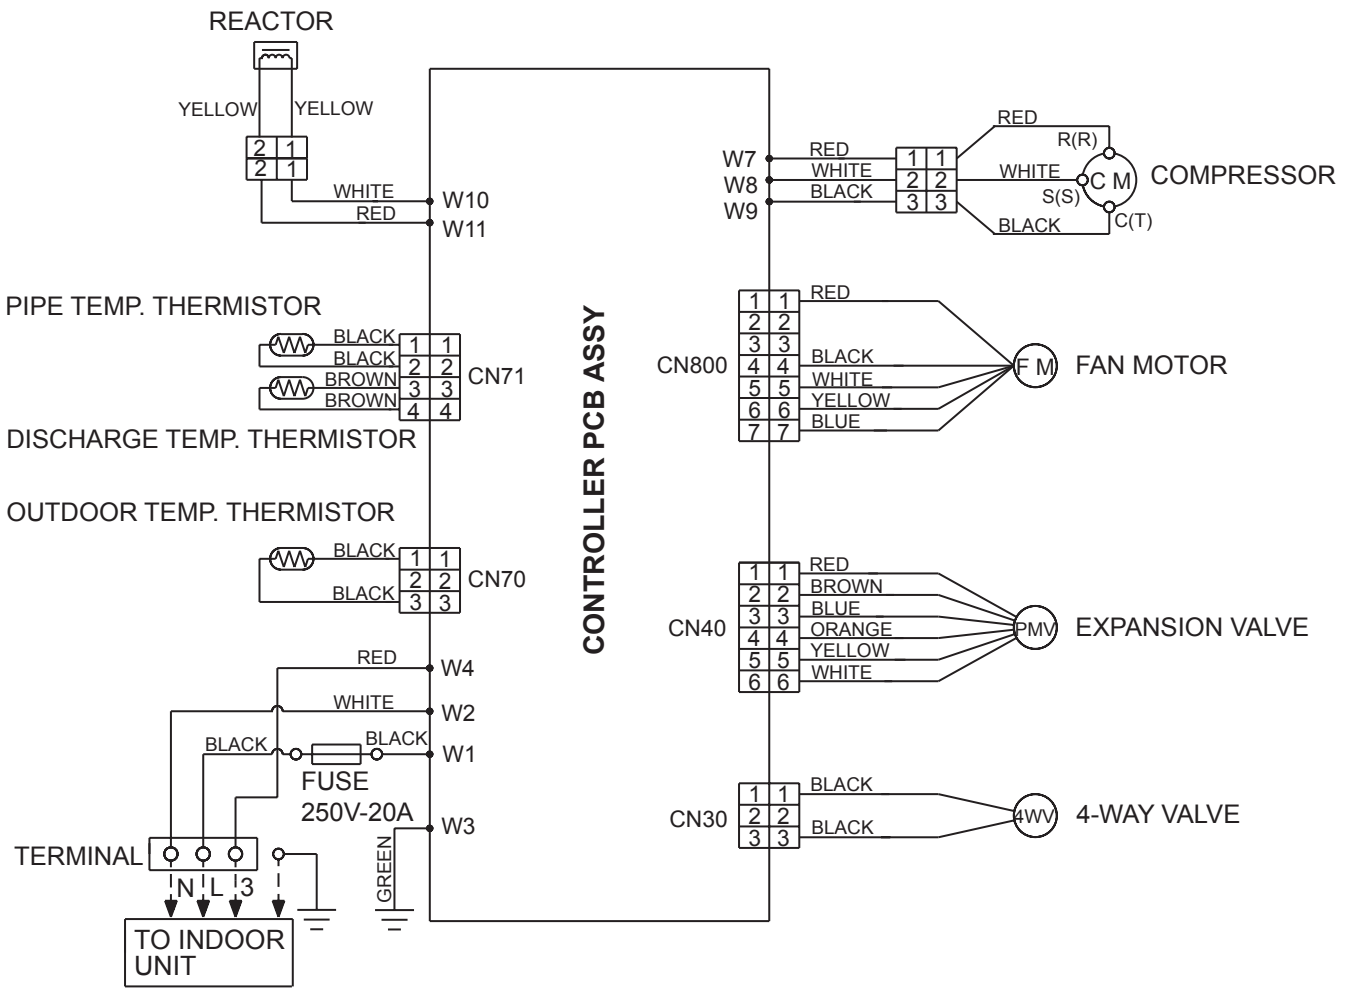 REACTOR
YELLOW YELLOW
2 1
2 1
WHITE W10
RED W11
PIPE TEMP. THERMISTOR
BLACK 1 1
BLACK 2 2
BROWN 3 3
BROWN 4 4
CN71
DISCHARGE TEMP. THERMISTOR
OUTDOOR TEMP. THERMISTOR
BLACK 1 1
2 2
BLACK 3 3
CN70
RED W4
WHITE W2
BLACK BLACK W1
FUSE
250V-20A
W3
GREEN
TERMINAL
N L 3
TO INDOOR
UNIT
CONTROLLER PCB ASSY
W7 RED 1 1 RED R(R)
W8 WHITE 2 2 WHITE S(S)
W9 BLACK 3 3 BLACK C(T)
C M
COMPRESSOR
CN800
1 1 RED
2 2
3 3
4 4 BLACK
5 5 WHITE
6 6 YELLOW
7 7 BLUE
F M
FAN MOTOR
CN40
1 1 RED
2 2 BROWN
3 3 BLUE
4 4 ORANGE
5 5 YELLOW
6 6 WHITE
PMV
EXPANSION VALVE
CN30
1 1 BLACK
2 2
3 3 BLACK
4WV
4-WAY VALVE